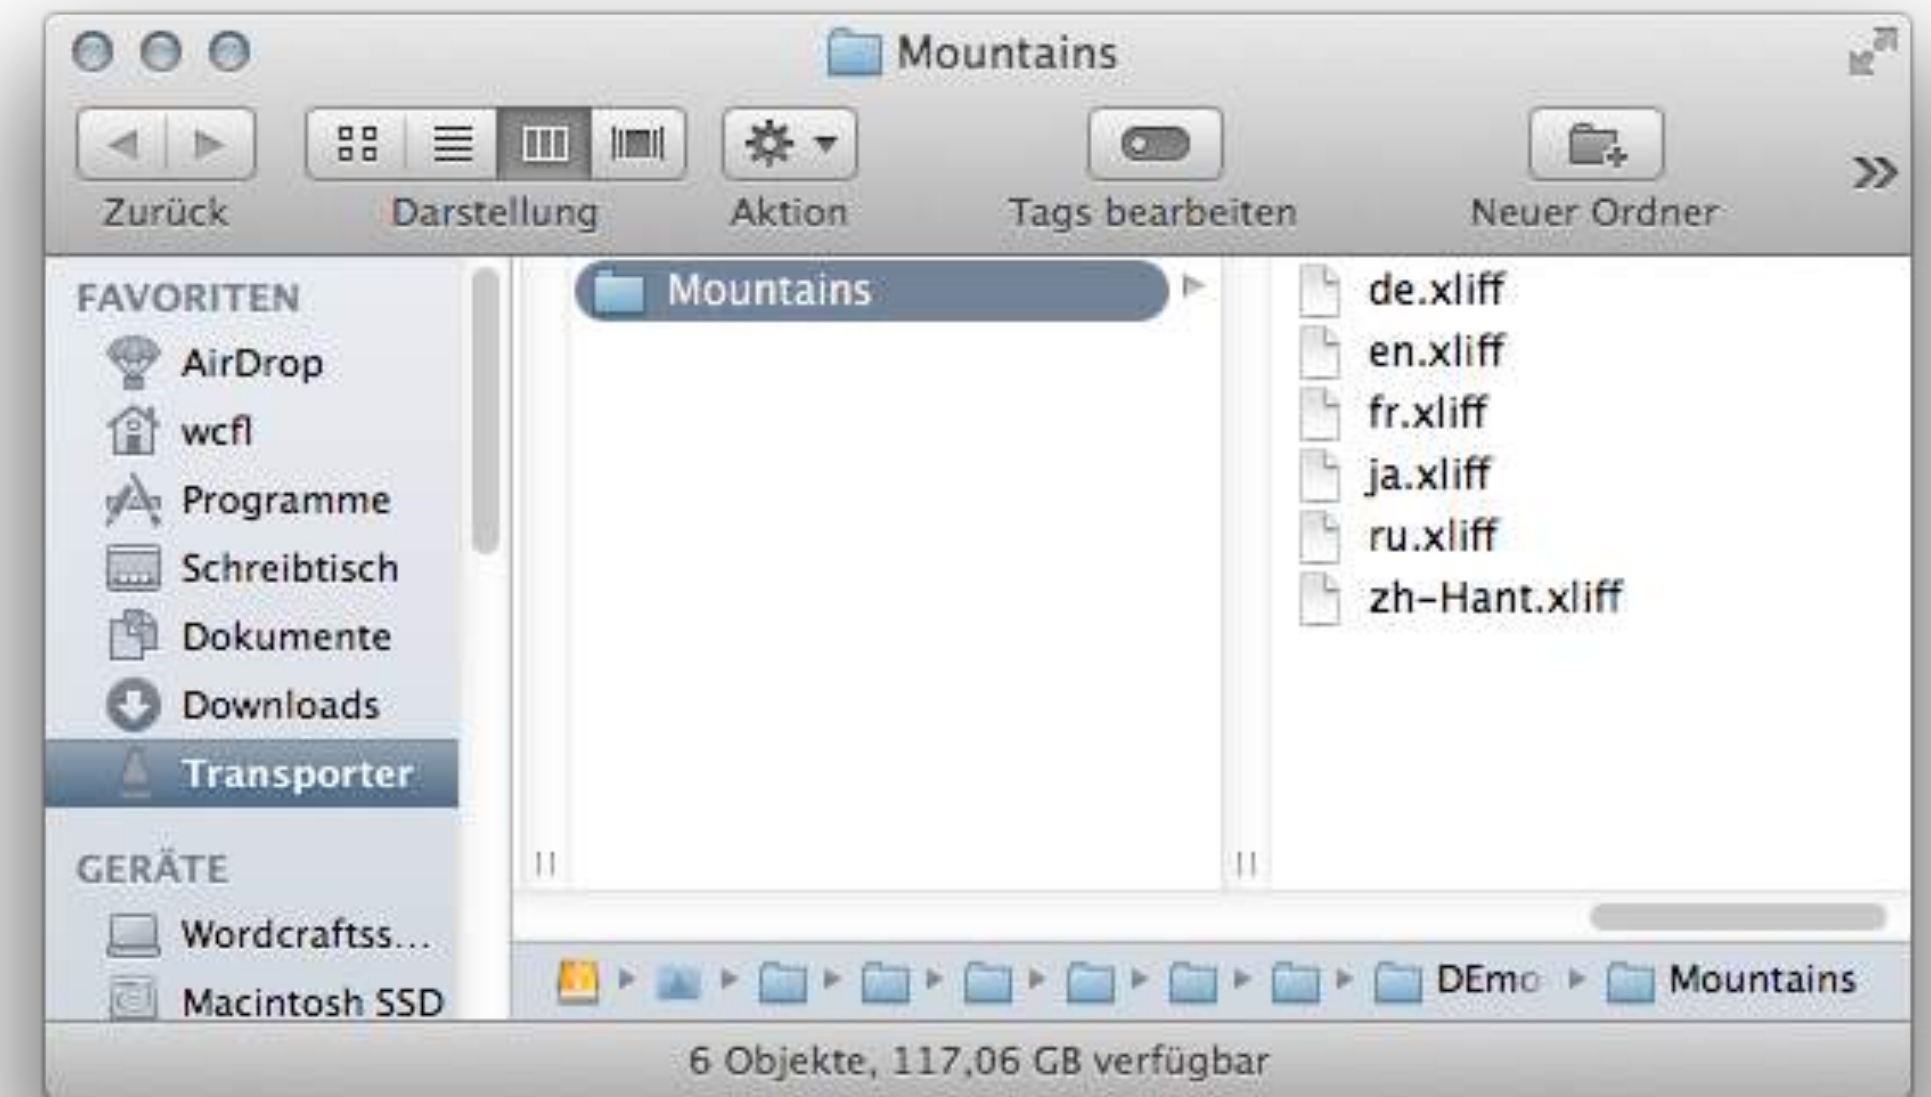 Mountains
Zurück
Darstellung
Aktion
Tags bearbeiten
Neuer Ordner
FAVORITEN
AirDrop
wcfl
Programme
Schreibtisch
Dokumente
Downloads
Transporter
GERÄTE
Wordcraftss...
Macintosh SSD
Mountains
de.xliff
en.xliff
fr.xliff
ja.xliff
ru.xliff
zh-Hant.xliff
DEmo Mountains
6 Objekte, 117,06 GB verfügbar